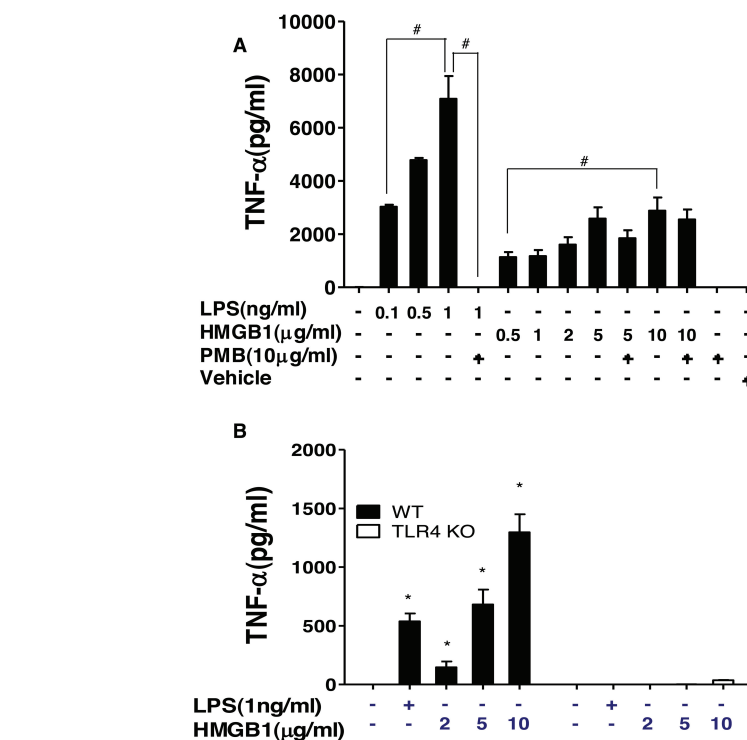 A
TNF-α(pg/ml)
10000
8000
6000
4000
2000
0
# # #
LPS(ng/ml) - 0.1 0.5 1 1 - - - - - - - - -
HMGB1(μg/ml) - - - - - 0.5 1 2 5 5 10 10 - -
PMB(10μg/ml) - - - - + - - - - + - + + -
Vehicle - - - - - - - - - - - - - +
B
TNF-α(pg/ml)
2000
1500
1000
500
0
WT
TLR4 KO
* * * *
LPS(1ng/ml) - + - - - - + - - -
HMGB1(μg/ml) - - 2 5 10 - - 2 5 10